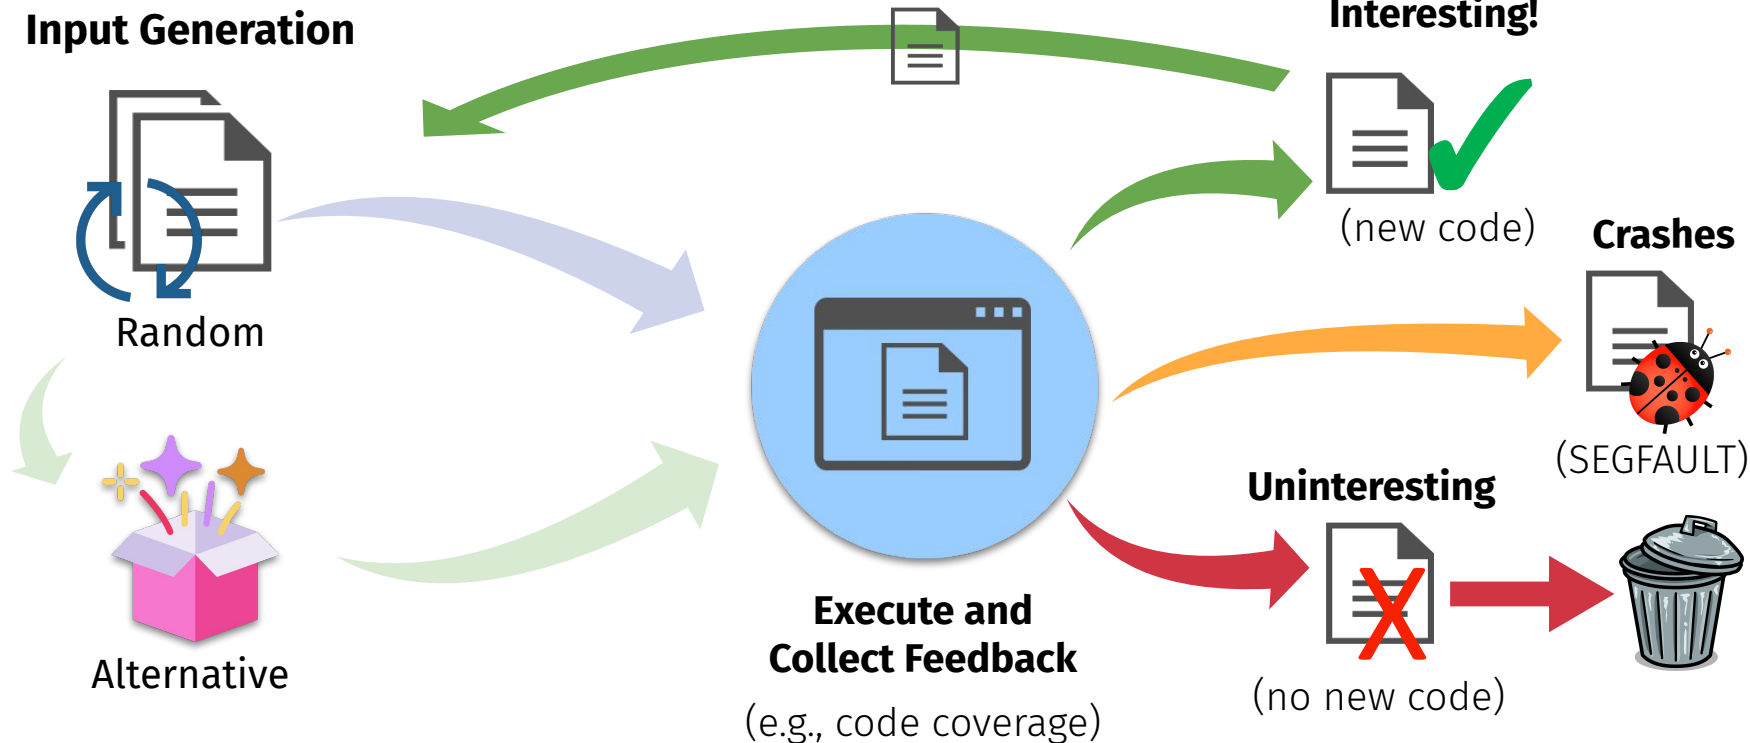 Input Generation
Interesting!
(new code)
Crashes
Random
(SEGFAULT)
Uninteresting
Execute and
Collect Feedback
Alternative
(no new code)
(e.g., code coverage)